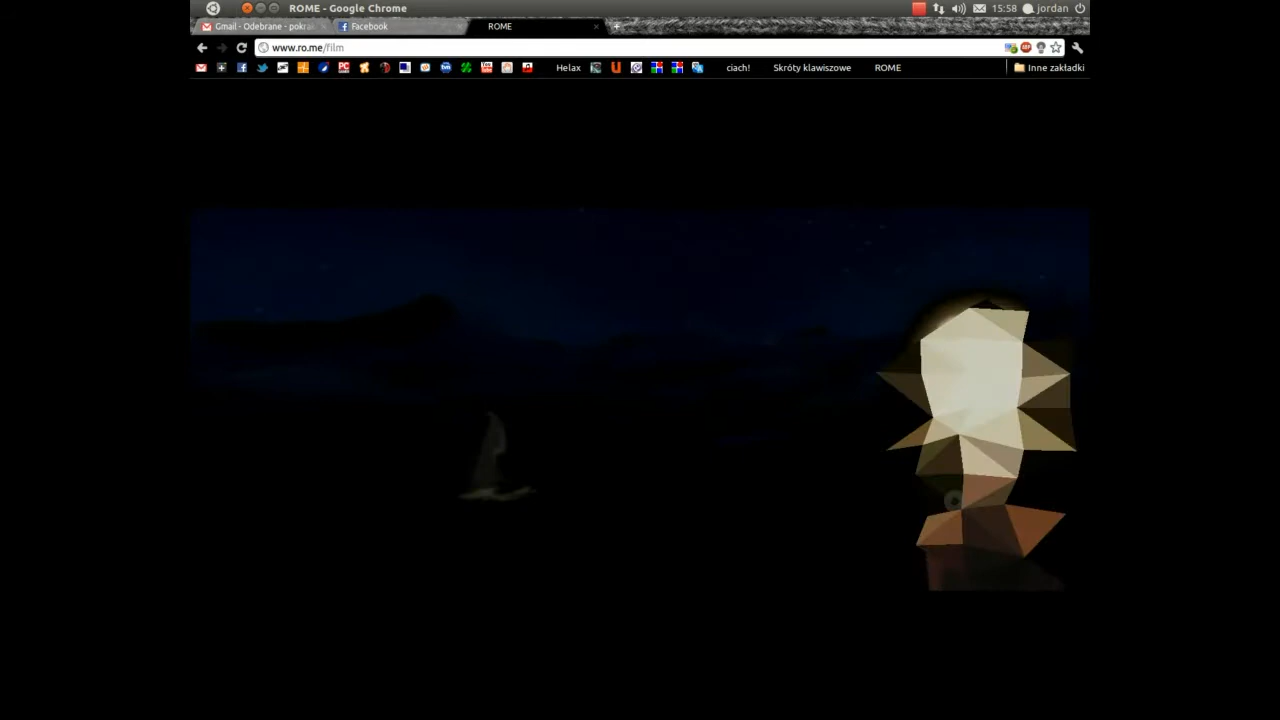 ROME - Google Chrome
15:58 jordan
Gmail - Odebrane - pokra
Facebook
ROME
www.ro.me/film
Helax
ciach!
Skróty klawiszowe
ROME
Inne zakładki